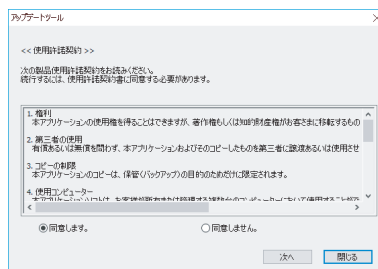 アップデートツール
<< 使用許諾契約 >>
次の製品使用許諾契約をお読みください。
続行するには、使用許諾契約書に同意する必要があります。
1. 権利
本アプリケーションの使用権を得ることはできますが、著作権もしくは知的財産権がお客さまに移転するもの
2. 第三者の使用
有償あるいは無償を問わず、本アプリケーションおよびそのコピーしたものを第三者に譲渡あるいは使用させ
3. コピーの制限
本アプリケーションのコピーは、保管(バックアップ)の目的のためだけに限定されます。
4. 使用コンピューター
同意します。
同意しません。
次へ
閉じる